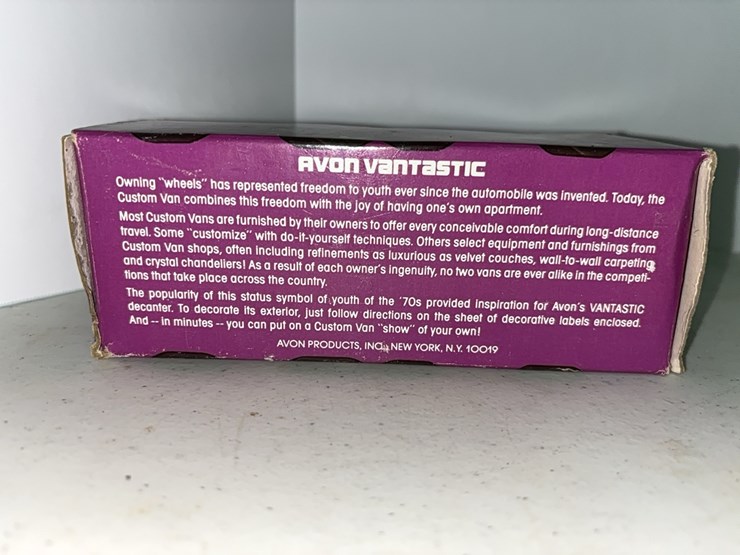 AVON VANTASTIC
Owning "wheels" has represented freedom to youth ever since the automobile was invented. Today, the
Custom Van combines this freedom with the joy of having one's own apartment.
Most Custom Vans are furnished by their owners to offer every conceivable comfort during long-distance
travel. Some "customize" with do-it-yourself techniques. Others select equipment and furnishings from
Custom Van shops, often including refinements as luxurious as velvet couches, wall-to-wall carpeting
and crystal chandeliers! As a result of each owner's ingenuity, no two vans are ever alike in the competi-
tions that take place across the country.
The popularity of this status symbol of youth of the '70s provided inspiration for Avon's VANTASTIC
decanter. To decorate its exterior, just follow directions on the sheet of decorative labels enclosed.
And -- in minutes -- you can put on a Custom Van "show" of your own!
AVON PRODUCTS, INC., NEW YORK, N.Y. 10019